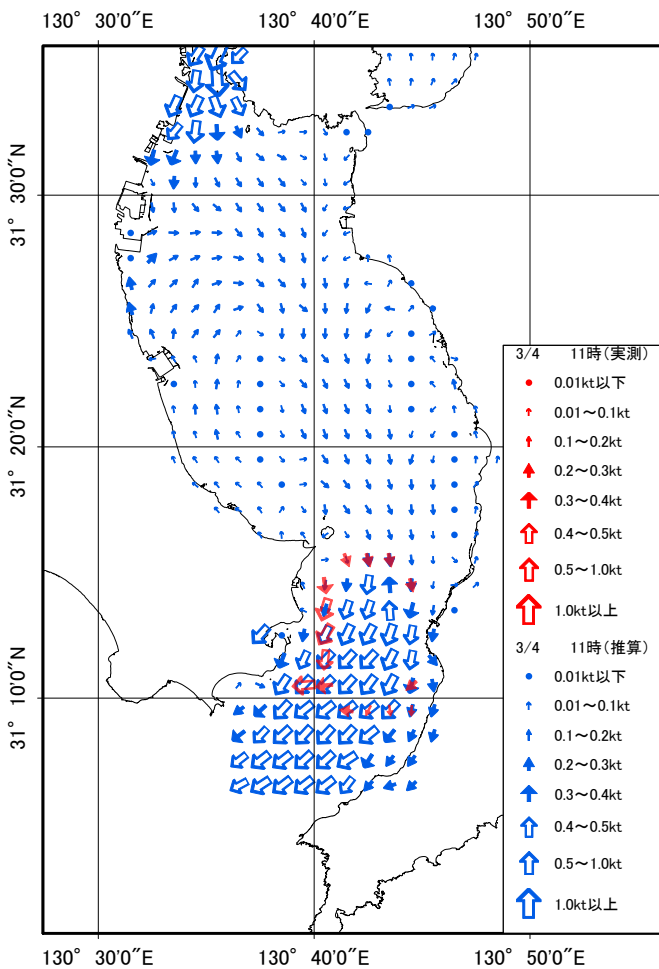 130° 30′0″E 130° 40′0″E 130° 50′0″E
31° 30′0″N
31° 20′0″N
31° 10′0″N
3/4 11時(実測)
0.01kt以下
0.01～0.1kt
0.1～0.2kt
0.2～0.3kt
0.3～0.4kt
0.4～0.5kt
0.5～1.0kt
1.0kt以上
3/4 11時(推算)
0.01kt以下
0.01～0.1kt
0.1～0.2kt
0.2～0.3kt
0.3～0.4kt
0.4～0.5kt
0.5～1.0kt
1.0kt以上
130° 30′0″E 130° 40′0″E 130° 50′0″E